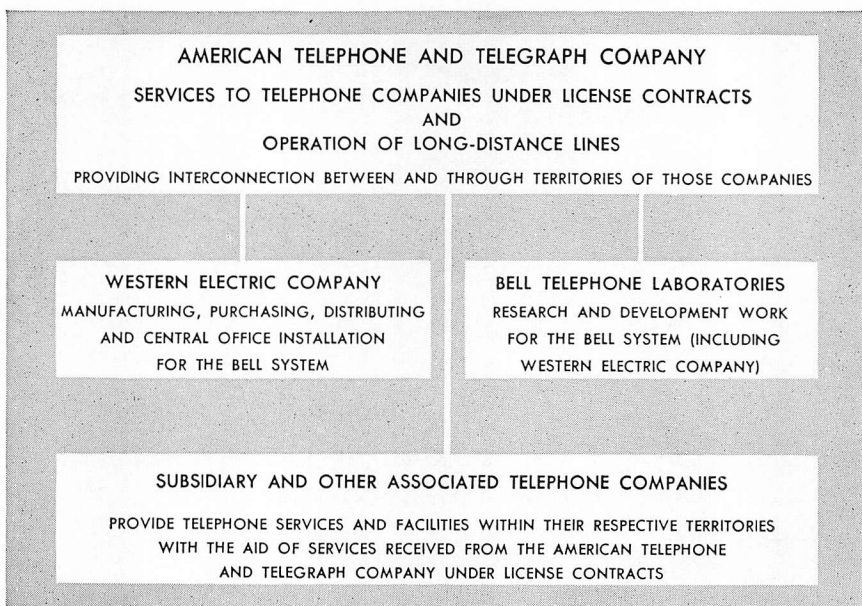 AMERICAN TELEPHONE AND TELEGRAPH COMPANY
SERVICES TO TELEPHONE COMPANIES UNDER LICENSE CONTRACTS
AND
OPERATION OF LONG-DISTANCE LINES
PROVIDING INTERCONNECTION BETWEEN AND THROUGH TERRITORIES OF THOSE COMPANIES
WESTERN ELECTRIC COMPANY
MANUFACTURING, PURCHASING, DISTRIBUTING
AND CENTRAL OFFICE INSTALLATION
FOR THE BELL SYSTEM
BELL TELEPHONE LABORATORIES
RESEARCH AND DEVELOPMENT WORK
FOR THE BELL SYSTEM (INCLUDING
WESTERN ELECTRIC COMPANY)
SUBSIDIARY AND OTHER ASSOCIATED TELEPHONE COMPANIES
PROVIDE TELEPHONE SERVICES AND FACILITIES WITHIN THEIR RESPECTIVE TERRITORIES
WITH THE AID OF SERVICES RECEIVED FROM THE AMERICAN TELEPHONE
AND TELEGRAPH COMPANY UNDER LICENSE CONTRACTS